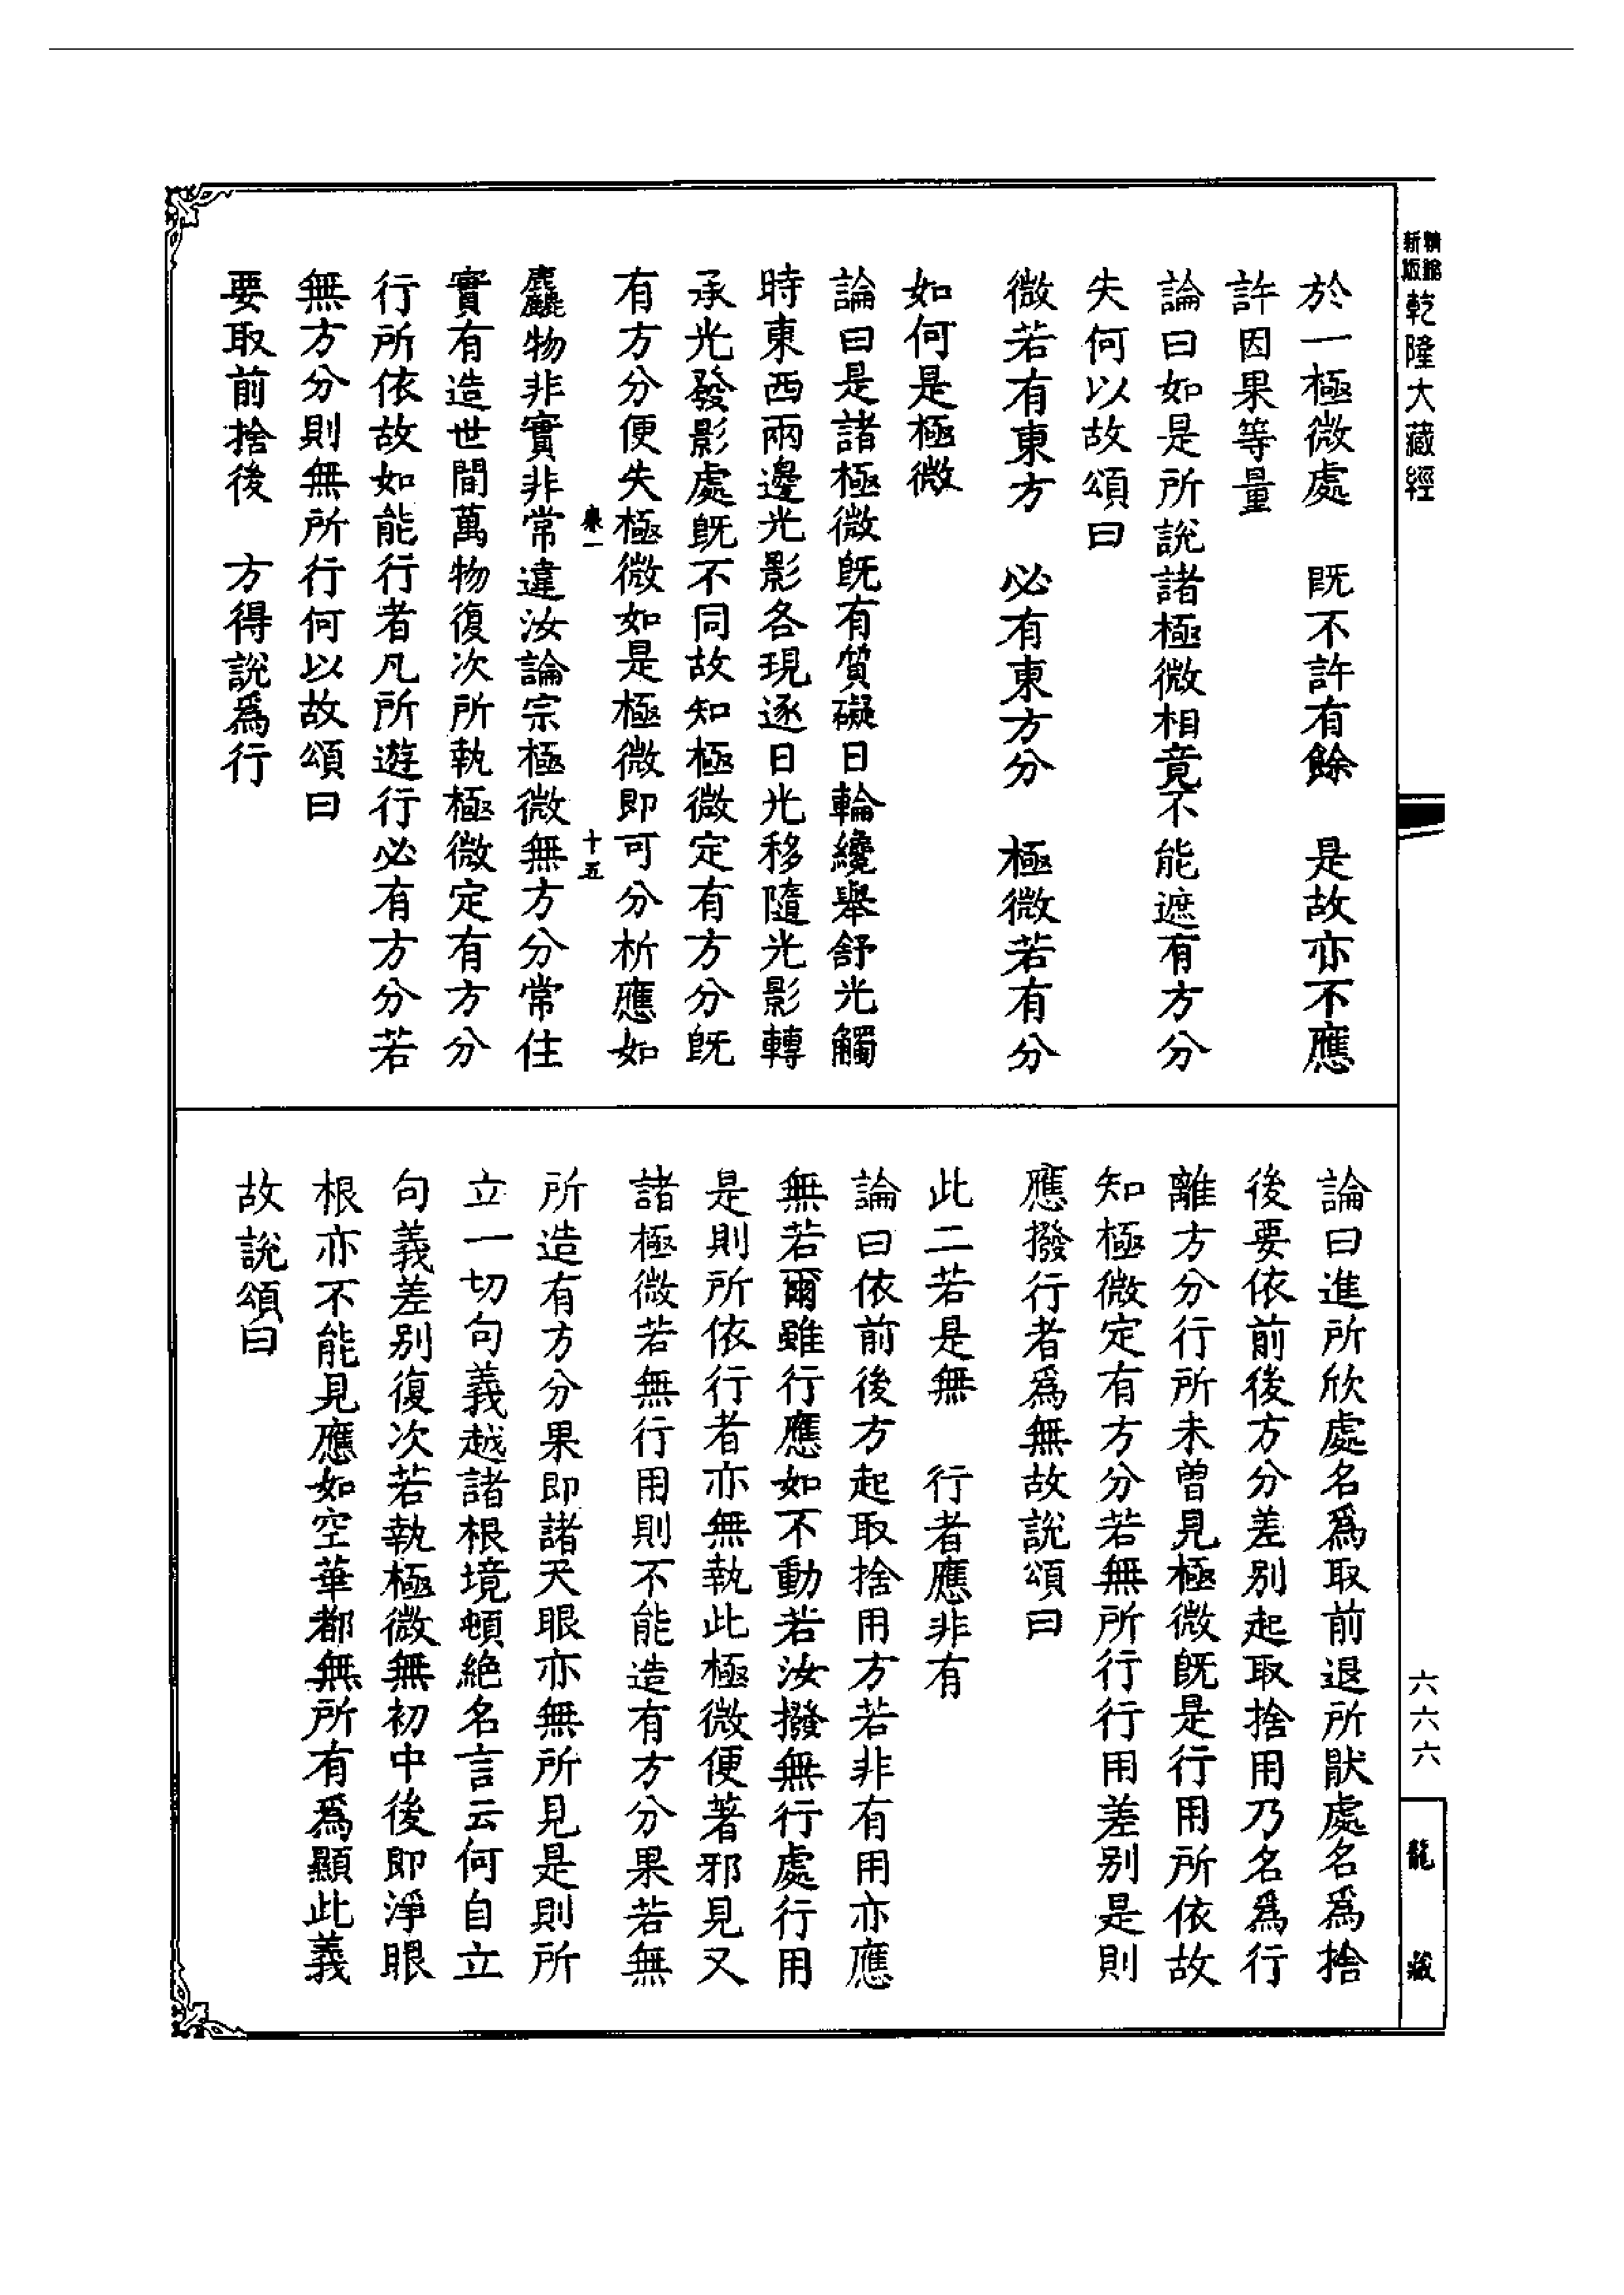 新版 精縮 乾隆大藏經
於一極微處　既不許有餘　是故亦不應
許因果等量
論曰如是所說諸極微相竟不能遮有方分
失何以故頌曰
微若有東方　必有東方分　極微若有分
如何是極微
論曰是諸極微既有質礙日輪纔舉舒光觸
時東西兩邊光影各現逐日光移隨光影轉
承光發影處既不同故知極微定有方分既
有方分便失極微如是極微即可分析應如
卷一　十五
麤物非實非常違汝論宗極微無方分常住
實有造世間萬物復次所執極微定有方分
行所依故如能行者凡所遊行必有方分若
無方分則無所行何以故頌曰
要取前捨後　方得說爲行
論曰進所欣處名爲取前退所猒處名爲捨
後要依前後方分差别起取捨用乃名爲行
離方分行所未曾見極微既是行用所依故
知極微定有方分若無所行行用差别是則
應撥行者爲無故說頌曰
此二若是無　行者應非有
論曰依前後方起取捨用方若非有用亦應
無若爾雖行應如不動若汝撥無行處行用
是則所依行者亦無執此極微便著邪見又
諸極微若無行用則不能造有方分果若無
所造有方分果即諸天眼亦無所見是則所
立一切句義越諸根境頓絶名言云何自立
句義差别復次若執極微無初中後即淨眼
根亦不能見應如空華都無所有爲顯此義
故說頌曰
六六六
龍藏